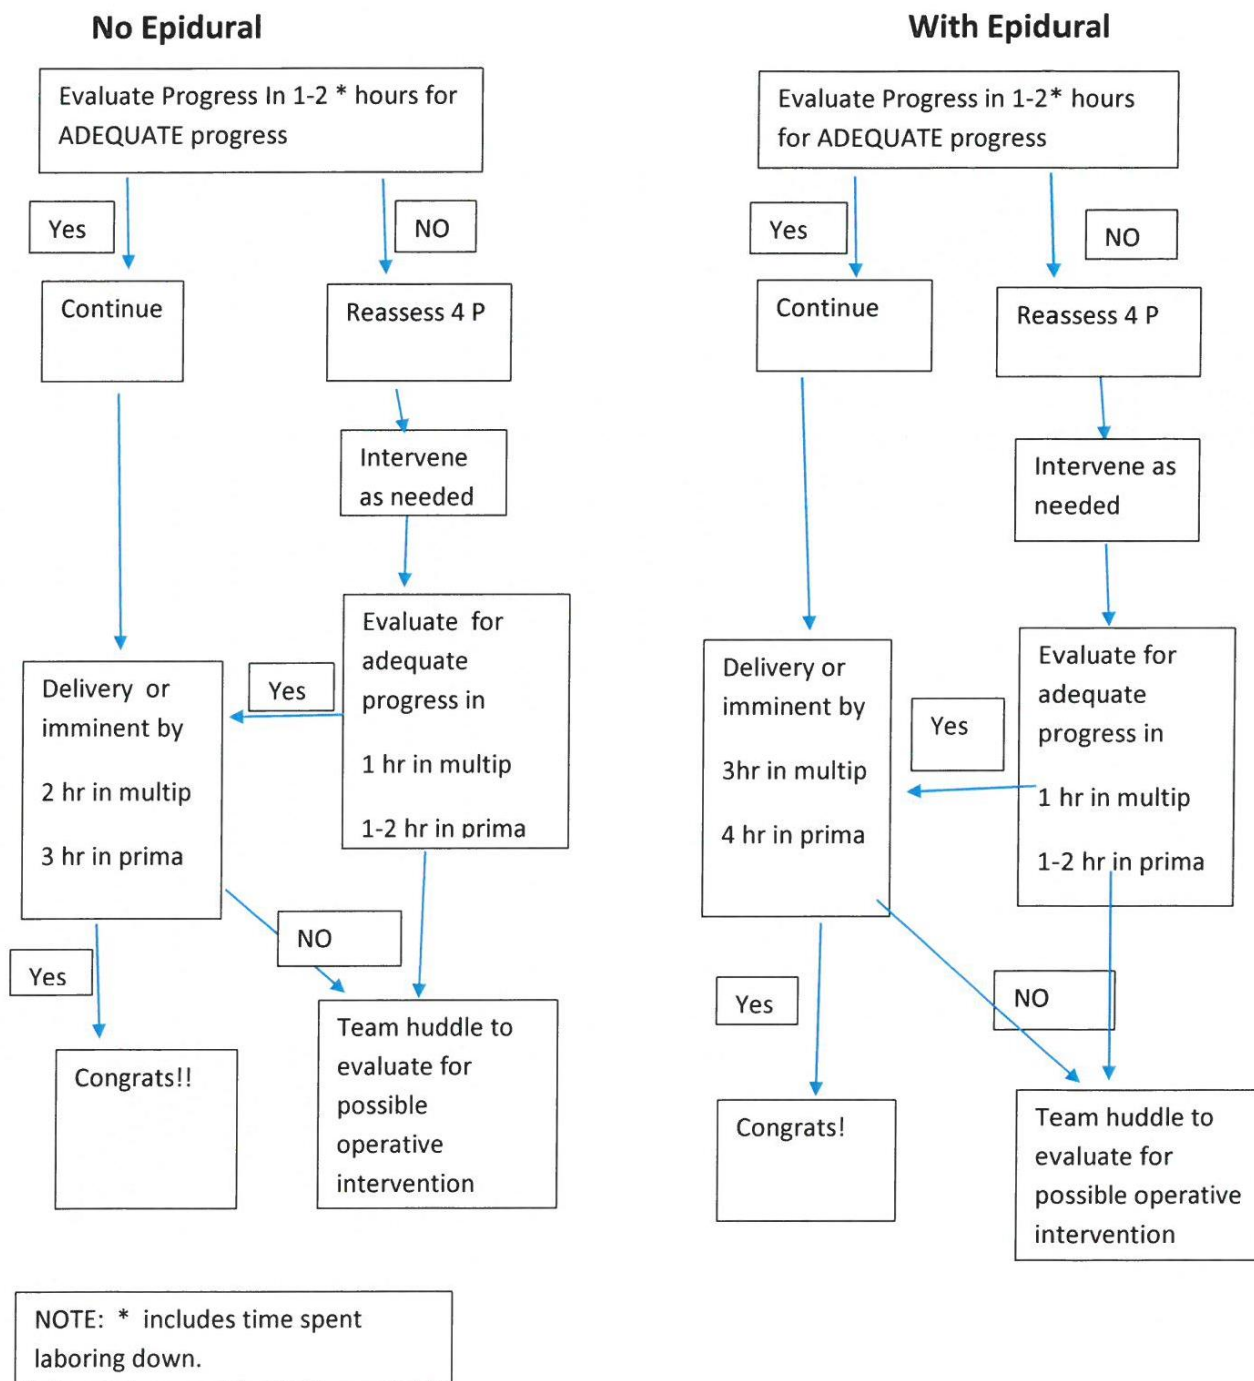 No Epidural
Evaluate Progress In 1-2 * hours for
ADEQUATE progress
Yes
NO
Continue
Reassess 4 P
Intervene
as needed
Evaluate for
adequate
progress in
1 hr in multip
1-2 hr in prima
Yes
Delivery or
imminent by
2 hr in multip
3 hr in prima
NO
Yes
Congrats!!
Team huddle to
evaluate for
possible
operative
intervention
NOTE: * includes time spent
laboring down.
With Epidural
Evaluate Progress in 1-2* hours
for ADEQUATE progress
Yes
NO
Continue
Reassess 4 P
Intervene as
needed
Evaluate for
adequate
progress in
1 hr in multip
1-2 hr in prima
Yes
Delivery or
imminent by
3hr in multip
4 hr in prima
NO
Yes
Congrats!
Team huddle to
evaluate for
possible operative
intervention